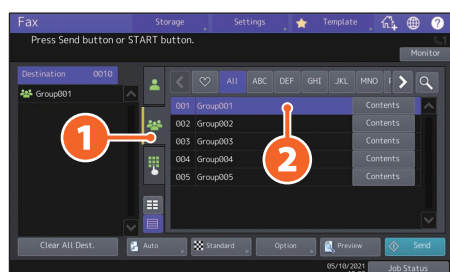 Fax
Storage
Settings
Template
Press Send button or START button.
Monitor
Destination 0010
Group001
All
ABC
DEF
GHI
JKL
MNO
001 Group001 Contents
002 Group002 Contents
003 Group003 Contents
004 Group004 Contents
005 Group005 Contents
1
2
Clear All Dest.
Auto
Standard
Option
Preview
Send
05/10/2021
Job Status